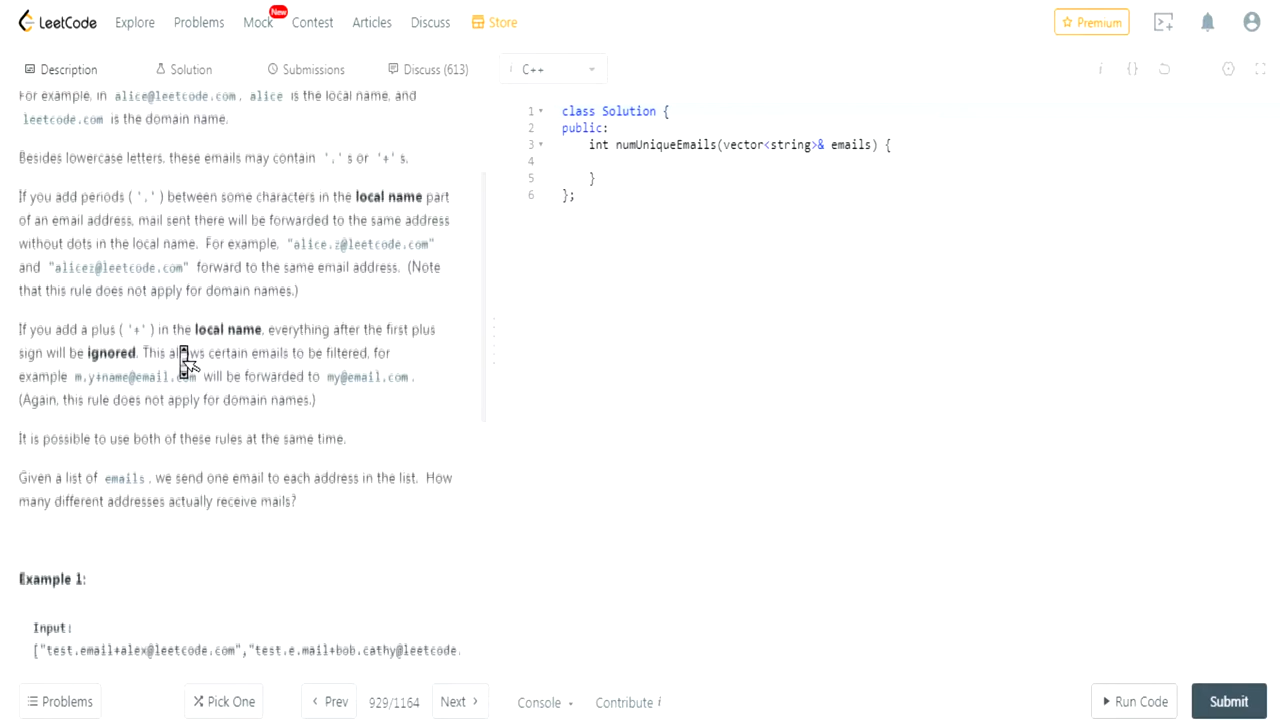 LeetCode Explore Problems Mock New Contest Articles Discuss Store Premium
Description Solution Submissions Discuss (613) i C++ i {}
For example, in alice@leetcode.com, alice is the local name, and
leetcode.com is the domain name.
Besides lowercase letters, these emails may contain '.'s or '+'s.
If you add periods ('.') between some characters in the local name part
of an email address, mail sent there will be forwarded to the same address
without dots in the local name. For example, "alice.z@leetcode.com"
and "alicez@leetcode.com" forward to the same email address. (Note
that this rule does not apply for domain names.)
If you add a plus ('+') in the local name, everything after the first plus
sign will be ignored. This allows certain emails to be filtered, for
example m.y+name@email.com will be forwarded to my@email.com.
(Again, this rule does not apply for domain names.)
It is possible to use both of these rules at the same time.
Given a list of emails, we send one email to each address in the list. How
many different addresses actually receive mails?
Example 1:
Input:
["test.email+alex@leetcode.com","test.e.mail+bob.cathy@leetcode.
1 class Solution {
2 public:
3 int numUniqueEmails(vector<string>& emails) {
4
5 }
6 };
Problems Pick One Prev 929/1164 Next Console Contribute i Run Code Submit